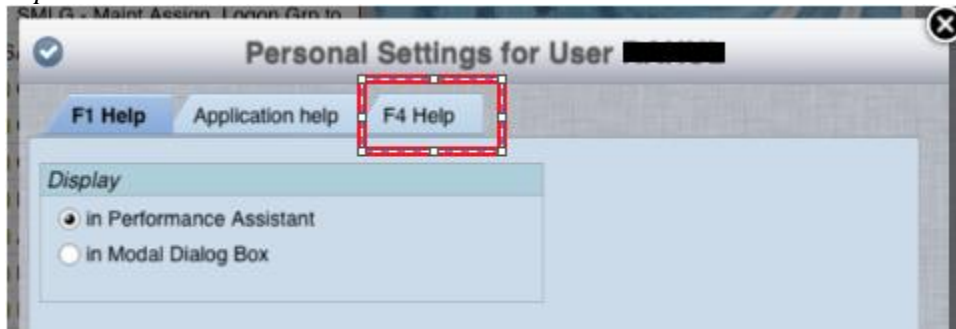 SMLG - Maint Assign. Logon Grp to
Personal Settings for User
F1 Help
Application help
F4 Help
Display
in Performance Assistant
in Modal Dialog Box